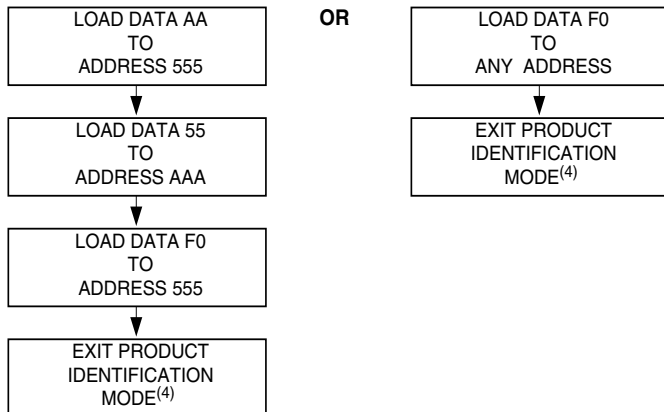 LOAD DATA AA
TO
ADDRESS 555
LOAD DATA 55
TO
ADDRESS AAA
LOAD DATA F0
TO
ADDRESS 555
EXIT PRODUCT
IDENTIFICATION
MODE(4)
OR
LOAD DATA F0
TO
ANY ADDRESS
EXIT PRODUCT
IDENTIFICATION
MODE(4)